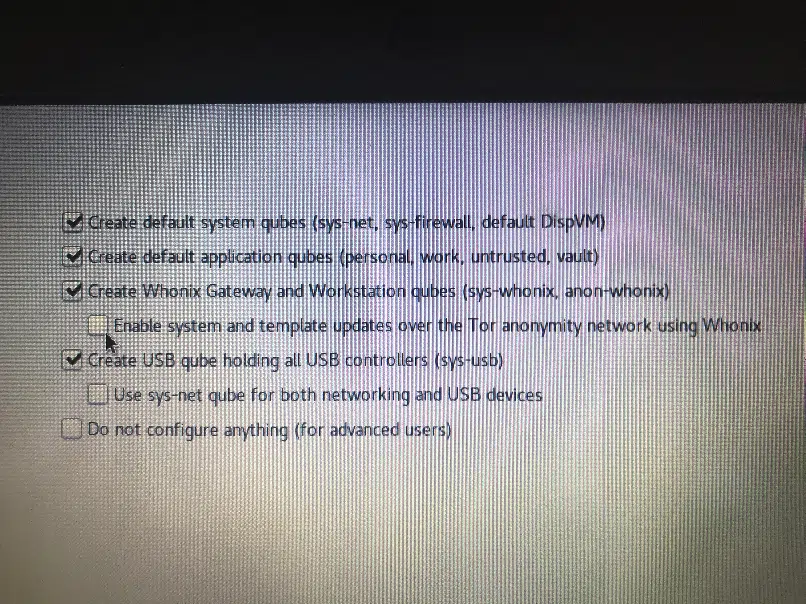 Create default system qubes (sys-net, sys-firewall, default DispVM)
Create default application qubes (personal, work, untrusted, vault)
Create Whonix Gateway and Workstation qubes (sys-whonix, anon-whonix)
Enable system and template updates over the Tor anonymity network using Whonix
Create USB qube holding all USB controllers (sys-usb)
Use sys-net qube for both networking and USB devices
Do not configure anything (for advanced users)